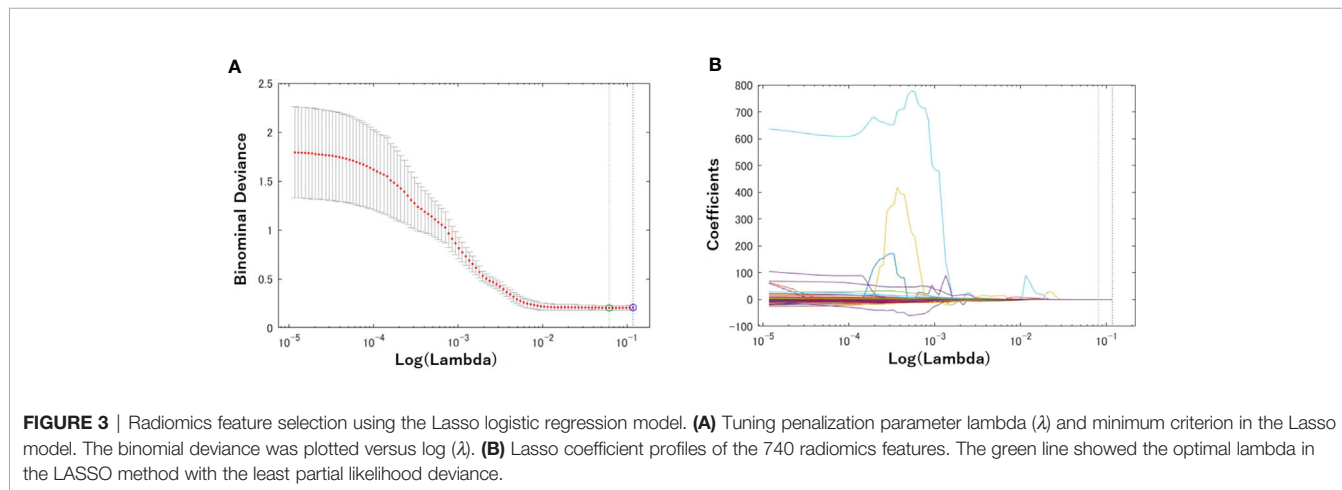 A
2.5
2
1.5
1
0.5
0
Binominal Deviance
10⁻⁵ 10⁻⁴ 10⁻³ 10⁻² 10⁻¹
Log(Lambda)
B
800
700
600
500
400
300
200
100
0
-100
Coefficients
10⁻⁵ 10⁻⁴ 10⁻³ 10⁻² 10⁻¹
Log(Lambda)
FIGURE 3 | Radiomics feature selection using the Lasso logistic regression model. (A) Tuning penalization parameter lambda (λ) and minimum criterion in the Lasso
model. The binomial deviance was plotted versus log (λ). (B) Lasso coefficient profiles of the 740 radiomics features. The green line showed the optimal lambda in
the LASSO method with the least partial likelihood deviance.